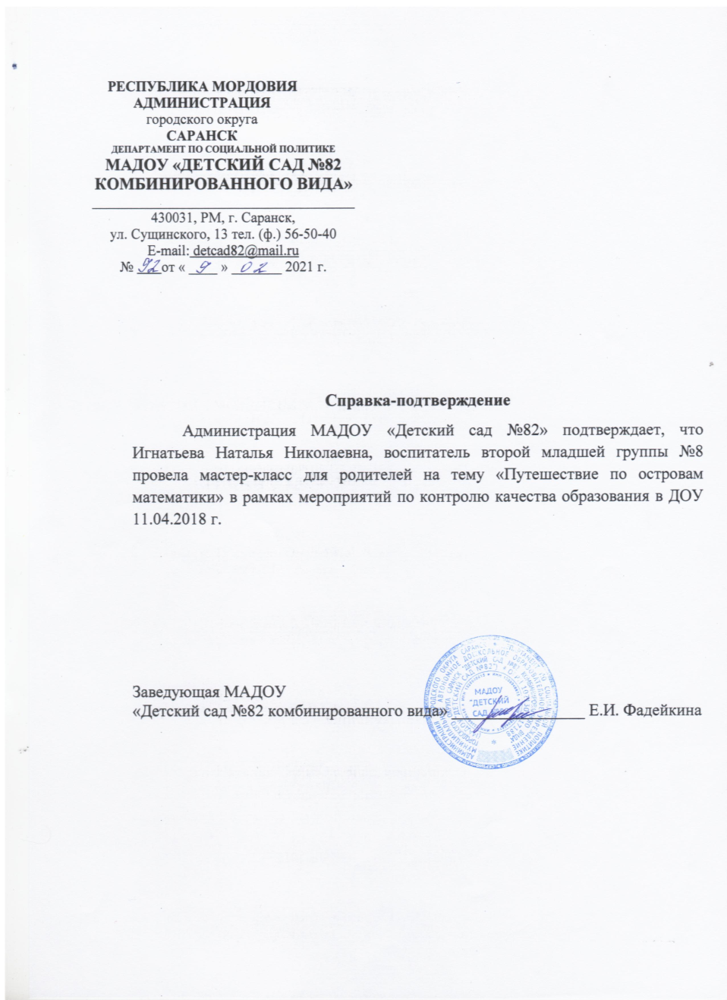 РЕСПУБЛИКА МОРДОВИЯ
АДМИНИСТРАЦИЯ
городского округа
САРАНСК
ДЕПАРТАМЕНТ ПО СОЦИАЛЬНОЙ ПОЛИТИКЕ
МАДОУ «ДЕТСКИЙ САД №82
КОМБИНИРОВАННОГО ВИДА»
430031, РМ, г. Саранск,
ул. Сущинского, 13 тел. (ф.) 56-50-40
E-mail: detcad82@mail.ru
№ 92 от « 9 » 02 2021 г.
Справка-подтверждение
Администрация МАДОУ «Детский сад №82» подтверждает, что
Игнатьева Наталья Николаевна, воспитатель второй младшей группы №8
провела мастер-класс для родителей на тему «Путешествие по островам
математики» в рамках мероприятий по контролю качества образования в ДОУ
11.04.2018 г.
Заведующая МАДОУ
«Детский сад №82 комбинированного вида» Е.И. Фадейкина
МАДОУ
"ДЕТСКИЙ
САД